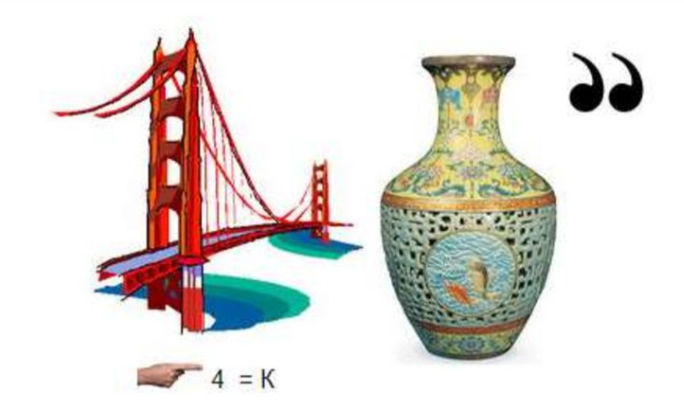 ,,
4 = К